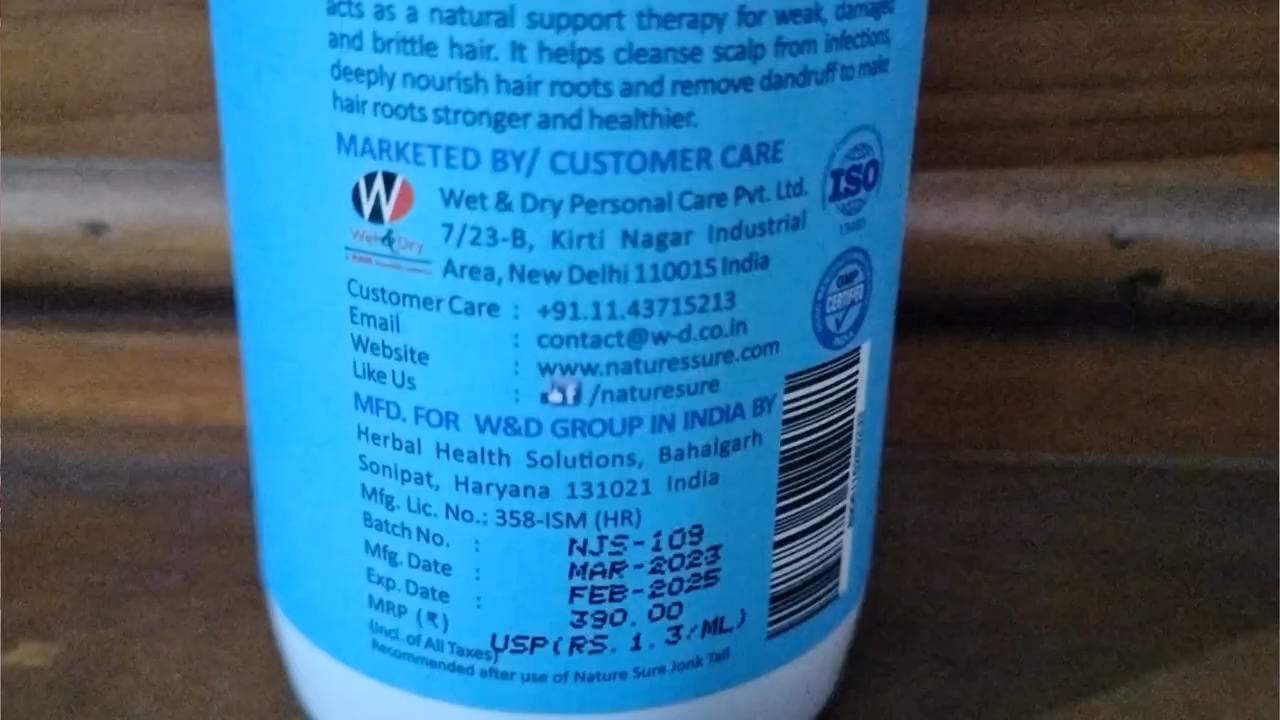 acts as a natural support therapy for weak, damaged
and brittle hair. It helps cleanse scalp from infections,
deeply nourish hair roots and remove dandruff to make
hair roots stronger and healthier.
MARKETED BY/ CUSTOMER CARE
ISO
W
Wet & Dry
Wet & Dry Personal Care Pvt. Ltd.
7/23-B, Kirti Nagar Industrial
Area, New Delhi 110015 India
GMP
CERTIFIED
Customer Care : +91.11.43715213
Email : contact@w-d.co.in
Website : www.naturessure.com
Like Us : f /naturesure
MFD. FOR W&D GROUP IN INDIA BY
Herbal Health Solutions, Bahalgarh
Sonipat, Haryana 131021 India
Mfg. Lic. No.: 358-ISM (HR)
Batch No. : NJS-109
Mfg. Date : MAR-2023
Exp. Date : FEB-2025
MRP (₹) 390.00
(Incl. of All Taxes) USP(RS. 1.3/ML)
Recommended after use of Nature Sure Jonk Tail